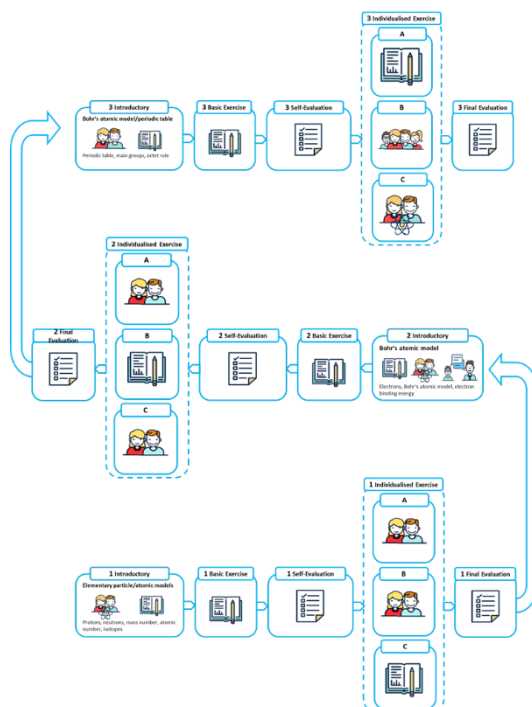 3 Individualised Exercise
A
3 Introductory
3 Basic Exercise
3 Self-Evaluation
B
3 Final Evaluation
Bohr's atomic model/periodic table
Periodic table, main groups, octet rule
C
2 Individualised Exercise
A
2 Final
Evaluation
B
2 Self-Evaluation
2 Basic Exercise
2 Introductory
Bohr's atomic model
Electrons, Bohr's atomic model, electron
binding energy
C
1 Individualised Exercise
A
1 Introductory
1 Basic Exercise
1 Self-Evaluation
B
1 Final Evaluation
Elementary particle/atomic models
Protons, neutrons, mass number, atomic
number, isotopes
C